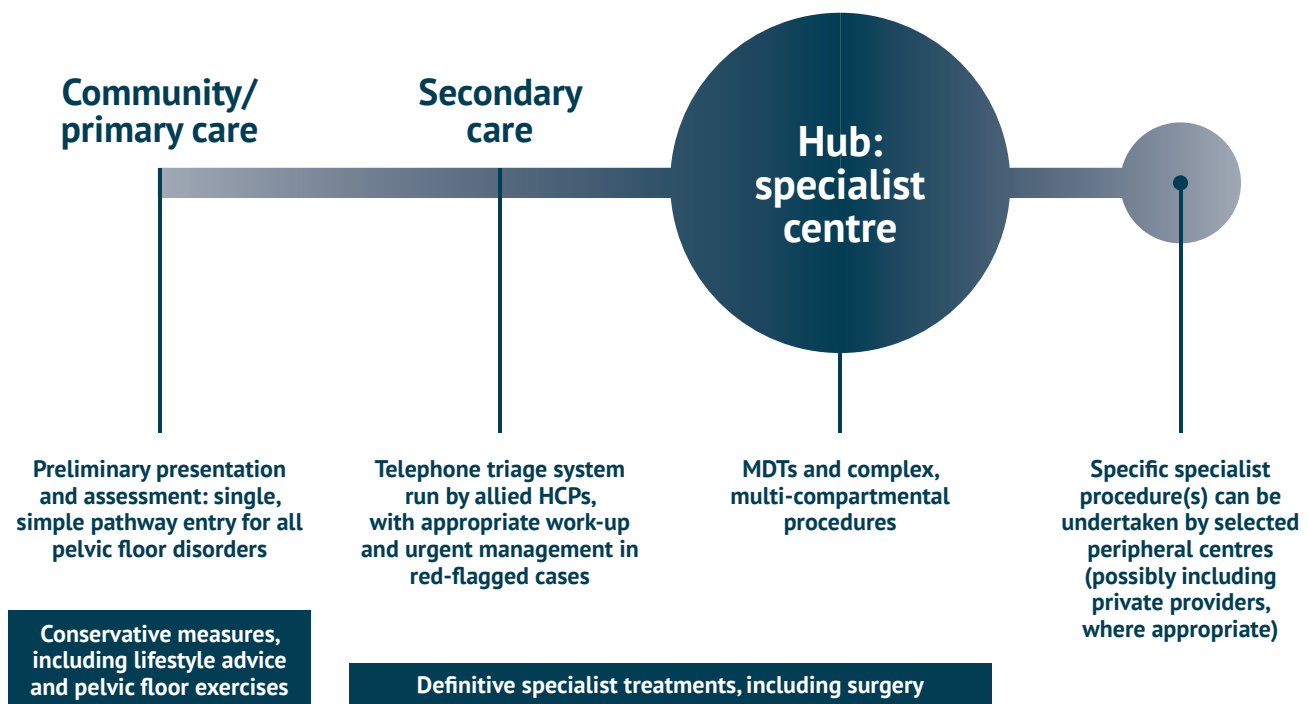 Community/
primary care
Secondary
care
Hub:
specialist
centre
Preliminary presentation
and assessment: single,
simple pathway entry for all
pelvic floor disorders
Telephone triage system
run by allied HCPs,
with appropriate work-up
and urgent management in
red-flagged cases
MDTs and complex,
multi-compartmental
procedures
Specific specialist
procedure(s) can be
undertaken by selected
peripheral centres
(possibly including
private providers,
where appropriate)
Conservative measures,
including lifestyle advice
and pelvic floor exercises
Definitive specialist treatments, including surgery